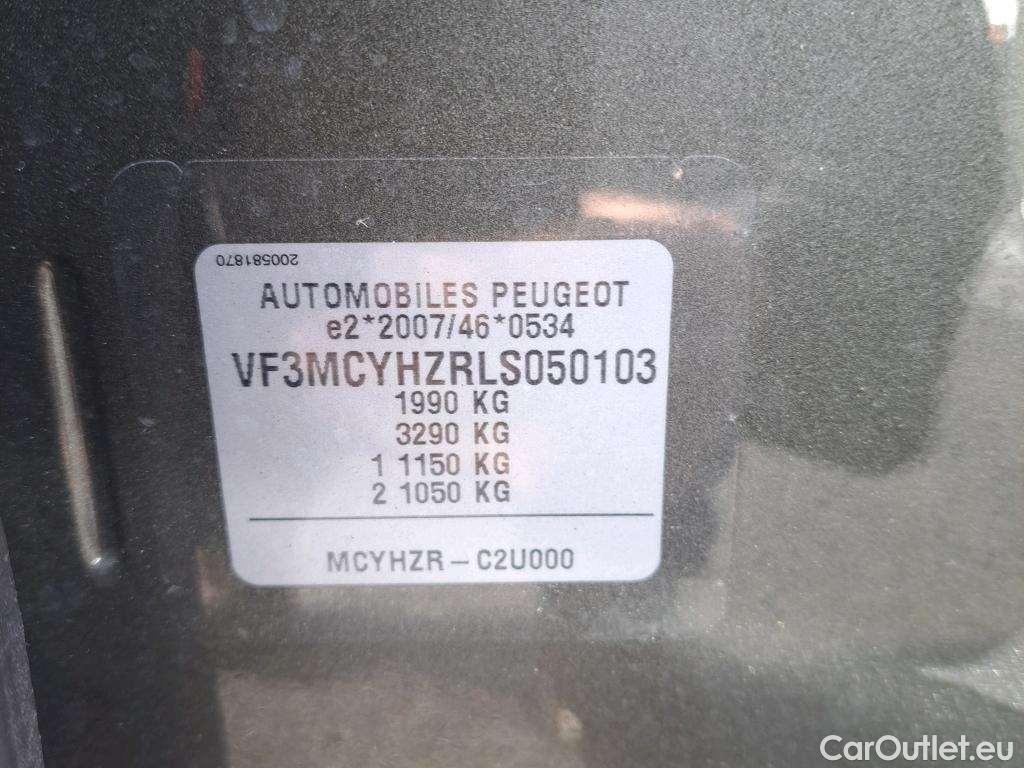 200581870
AUTOMOBILES PEUGEOT
e2*2007/46*0534
VF3MCYHZRLS050103
1990 KG
3290 KG
1 1150 KG
2 1050 KG
MCYHZR – C2U000
CarOutlet.eu